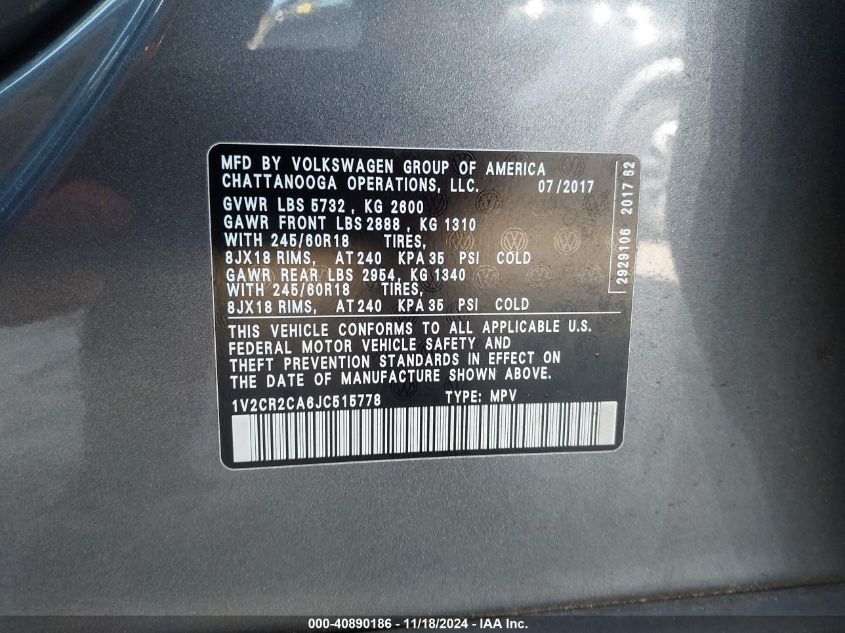 MFD BY VOLKSWAGEN GROUP OF AMERICA
CHATTANOOGA OPERATIONS, LLC. 07/2017
GVWR LBS 5732 , KG 2600
GAWR FRONT LBS 2888 , KG 1310
WITH 245/60R18 TIRES,
8JX18 RIMS, AT 240 KPA 35 PSI COLD
GAWR REAR LBS 2954, KG 1340
WITH 245/60R18 TIRES,
8JX18 RIMS, AT 240 KPA 35 PSI COLD
THIS VEHICLE CONFORMS TO ALL APPLICABLE U.S.
FEDERAL MOTOR VEHICLE SAFETY AND
THEFT PREVENTION STANDARDS IN EFFECT ON
THE DATE OF MANUFACTURE SHOWN ABOVE.
1V2CR2CA6JC515778 TYPE: MPV
2929106 2017 62
000-40890186 - 11/18/2024 - IAA Inc.